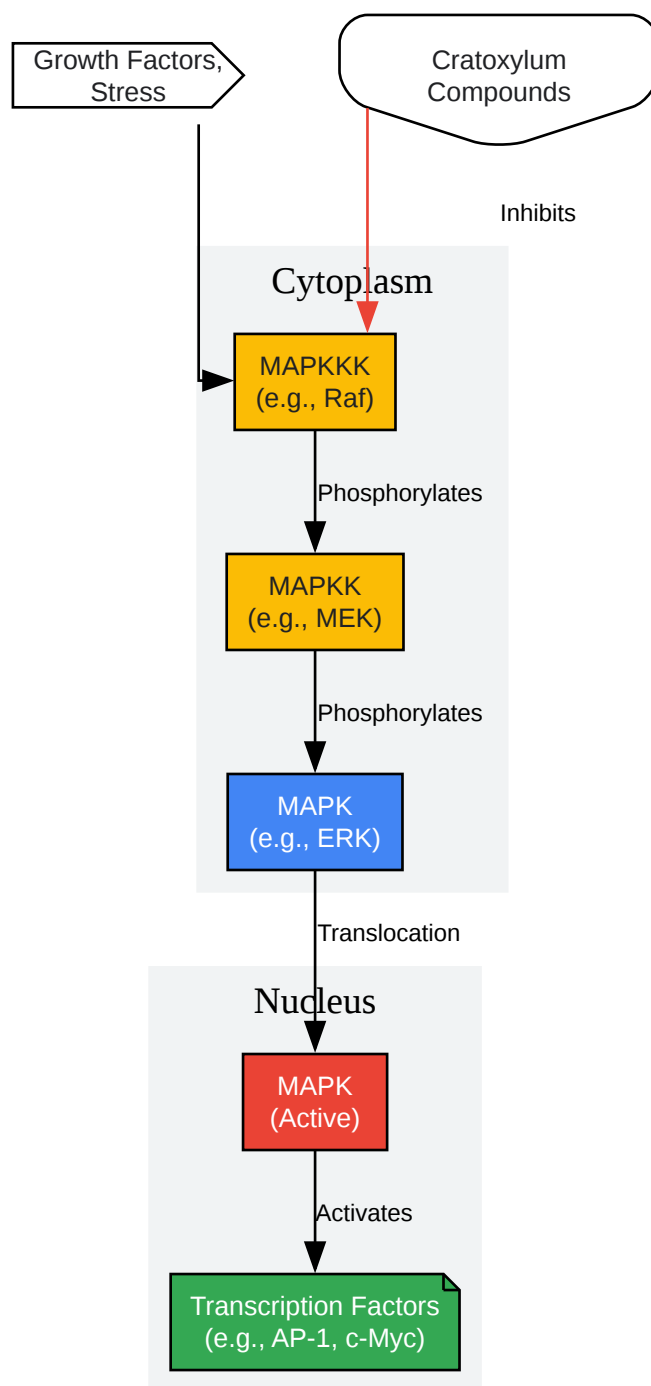 Growth Factors,
Stress
Cratoxylum
Compounds
Inhibits
Cytoplasm
MAPKKK
(e.g., Raf)
Phosphorylates
MAPKK
(e.g., MEK)
Phosphorylates
MAPK
(e.g., ERK)
Translocation
Nucleus
MAPK
(Active)
Activates
Transcription Factors
(e.g., AP-1, c-Myc)